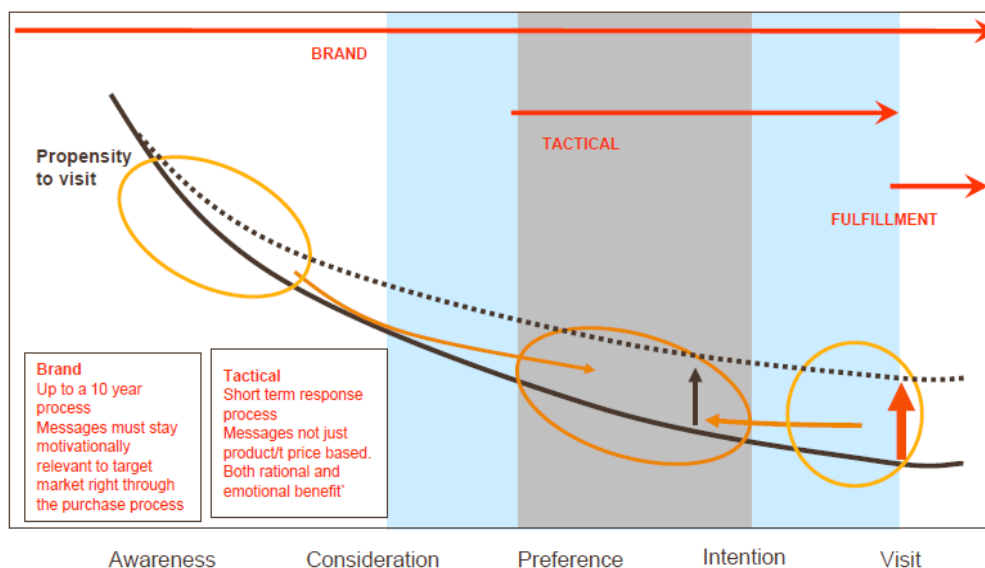 BRAND
TACTICAL
Propensity
to visit
FULFILLMENT
Brand
Up to a 10 year
process
Messages must stay
motivationally
relevant to target
market right through
the purchase process
Tactical
Short term response
process
Messages not just
product/t price based.
Both rational and
emotional benefit`
Awareness
Consideration
Preference
Intention
Visit